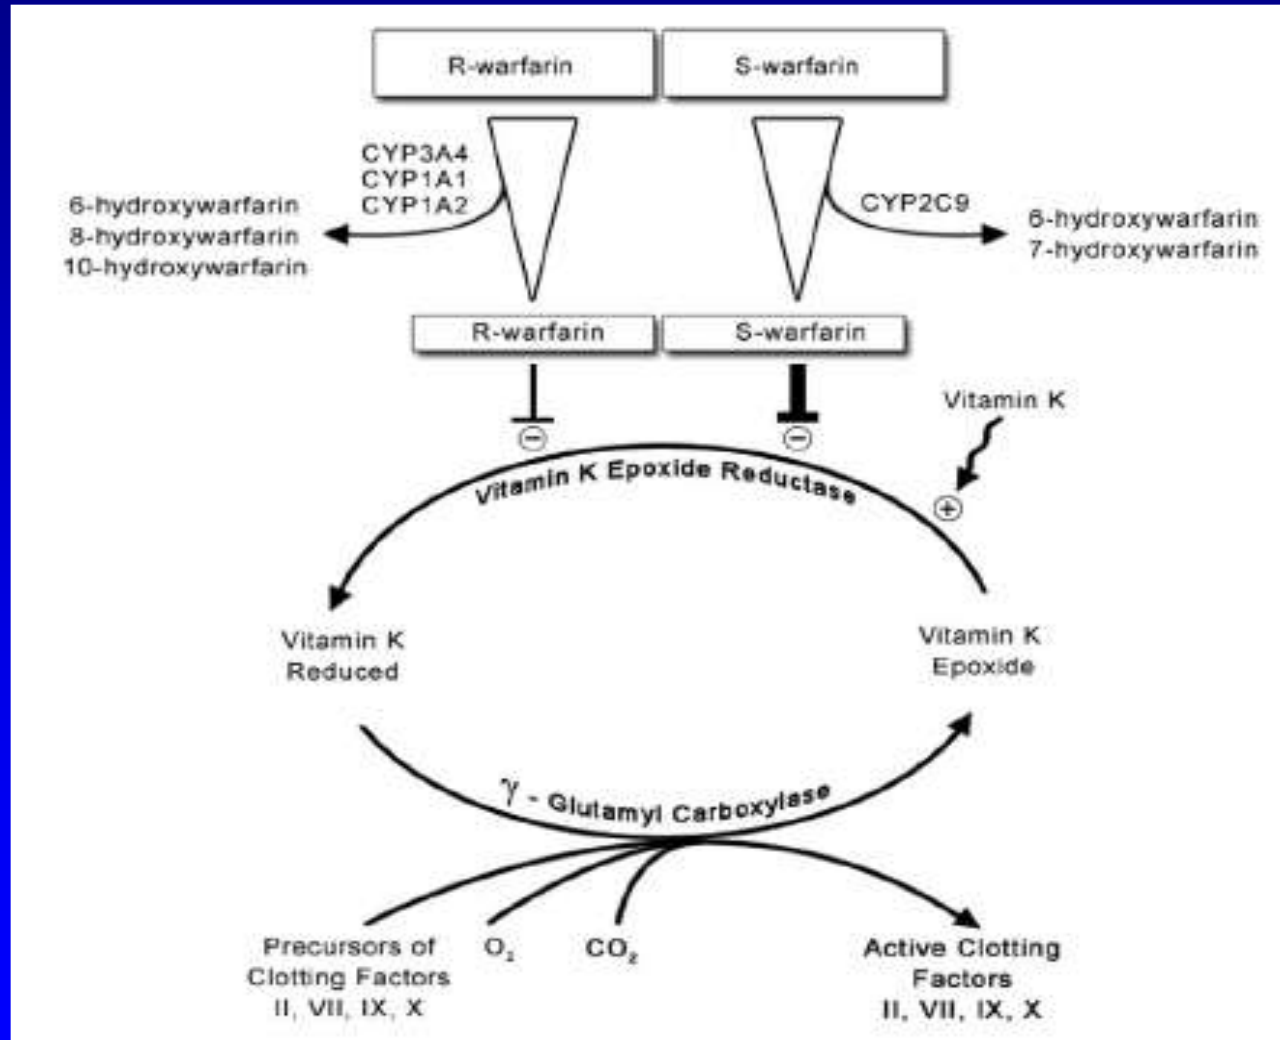 R-warfarin
S-warfarin
CYP3A4
CYP1A1
CYP1A2
6-hydroxywarfarin
8-hydroxywarfarin
10-hydroxywarfarin
CYP2C9
6-hydroxywarfarin
7-hydroxywarfarin
R-warfarin
S-warfarin
Vitamin K
−
−
+
Vitamin K Epoxide Reductase
Vitamin K
Reduced
Vitamin K
Epoxide
γ - Glutamyl Carboxylase
Precursors of
Clotting Factors
II, VII, IX, X
O₂
CO₂
Active Clotting
Factors
II, VII, IX, X